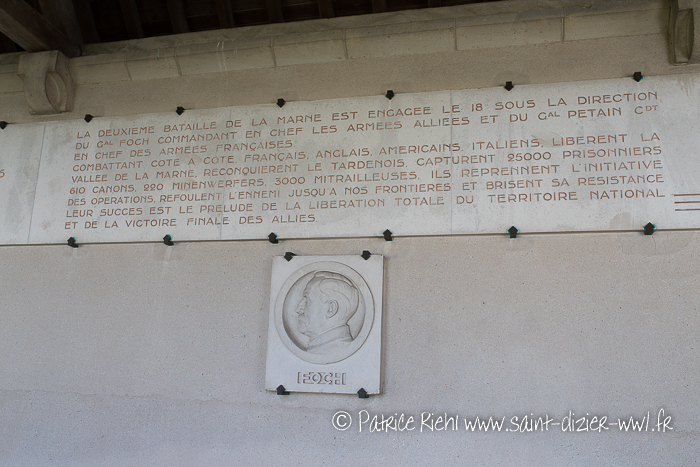 LA DEUXIEME BATAILLE DE LA MARNE EST ENGAGEE LE 18 SOUS LA DIRECTION
DU GAL FOCH COMMANDANT EN CHEF LES ARMEES ALLIEES ET DU GAL PETAIN CDT
EN CHEF DES ARMEES FRANÇAISES.
COMBATTANT COTE A COTE, FRANÇAIS, ANGLAIS, AMERICAINS, ITALIENS, LIBERENT LA
VALLEE DE LA MARNE, RECONQUIERENT LE TARDENOIS, CAPTURENT 25000 PRISONNIERS
610 CANONS, 220 MINENWERFERS, 3000 MITRAILLEUSES, ILS REPRENNENT L'INITIATIVE
DES OPERATIONS, REFOULENT L'ENNEMI JUSQU'A NOS FRONTIERES ET BRISENT SA RESISTANCE
LEUR SUCCES EST LE PRELUDE DE LA LIBERATION TOTALE DU TERRITOIRE NATIONAL
ET DE LA VICTOIRE FINALE DES ALLIES.
FOCH
© Patrice Riehl www.saint-dizier-ww1.fr